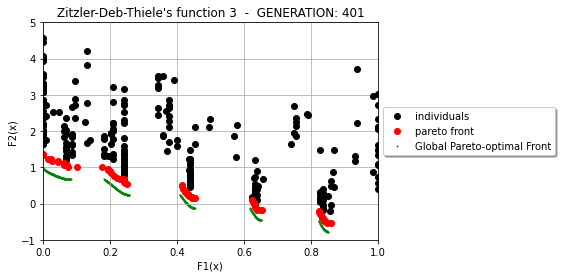 Zitzler-Deb-Thiele's function 3 - GENERATION: 401
5
4
3
2
1
0
−1
F2(x)
0.0 0.2 0.4 0.6 0.8 1.0
F1(x)
individuals
pareto front
Global Pareto-optimal Front